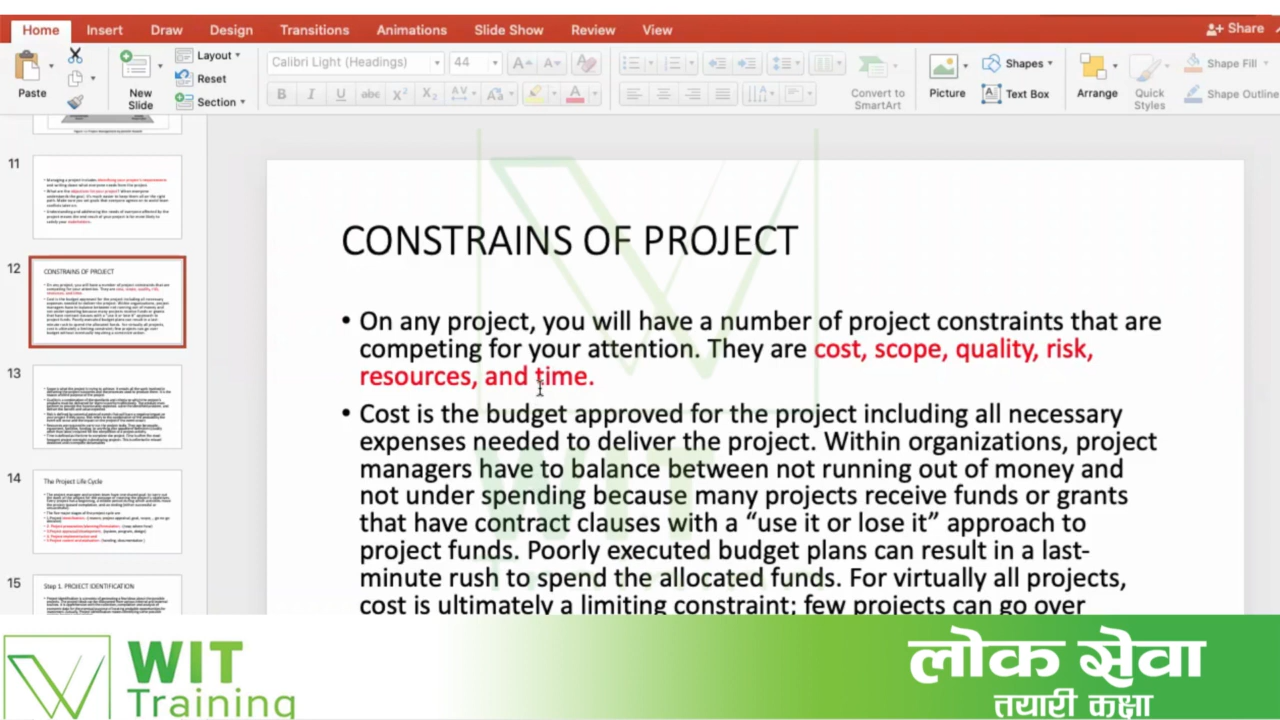 Home Insert Draw Design Transitions Animations Slide Show Review View Share
Paste
New
Slide
Layout
Reset
Section
Calibri Light (Headings) 44
B I U abc X² X₂ AV Aa A
Convert to
SmartArt
Picture
Shapes
Text Box
Arrange
Quick
Styles
Shape Fill
Shape Outline
11
12
CONSTRAINS OF PROJECT
13
14
The Project Life Cycle
15
Step 1. PROJECT IDENTIFICATION
CONSTRAINS OF PROJECT
• On any project, you will have a number of project constraints that are
competing for your attention. They are cost, scope, quality, risk,
resources, and time.
• Cost is the budget approved for the project including all necessary
expenses needed to deliver the project. Within organizations, project
managers have to balance between not running out of money and
not under spending because many projects receive funds or grants
that have contract clauses with a “use it or lose it” approach to
project funds. Poorly executed budget plans can result in a last-
minute rush to spend the allocated funds. For virtually all projects,
cost is ultimately a limiting constraint; few projects can go over
WIT
WIT
Training
लोक सेवा
तयारी कक्षा